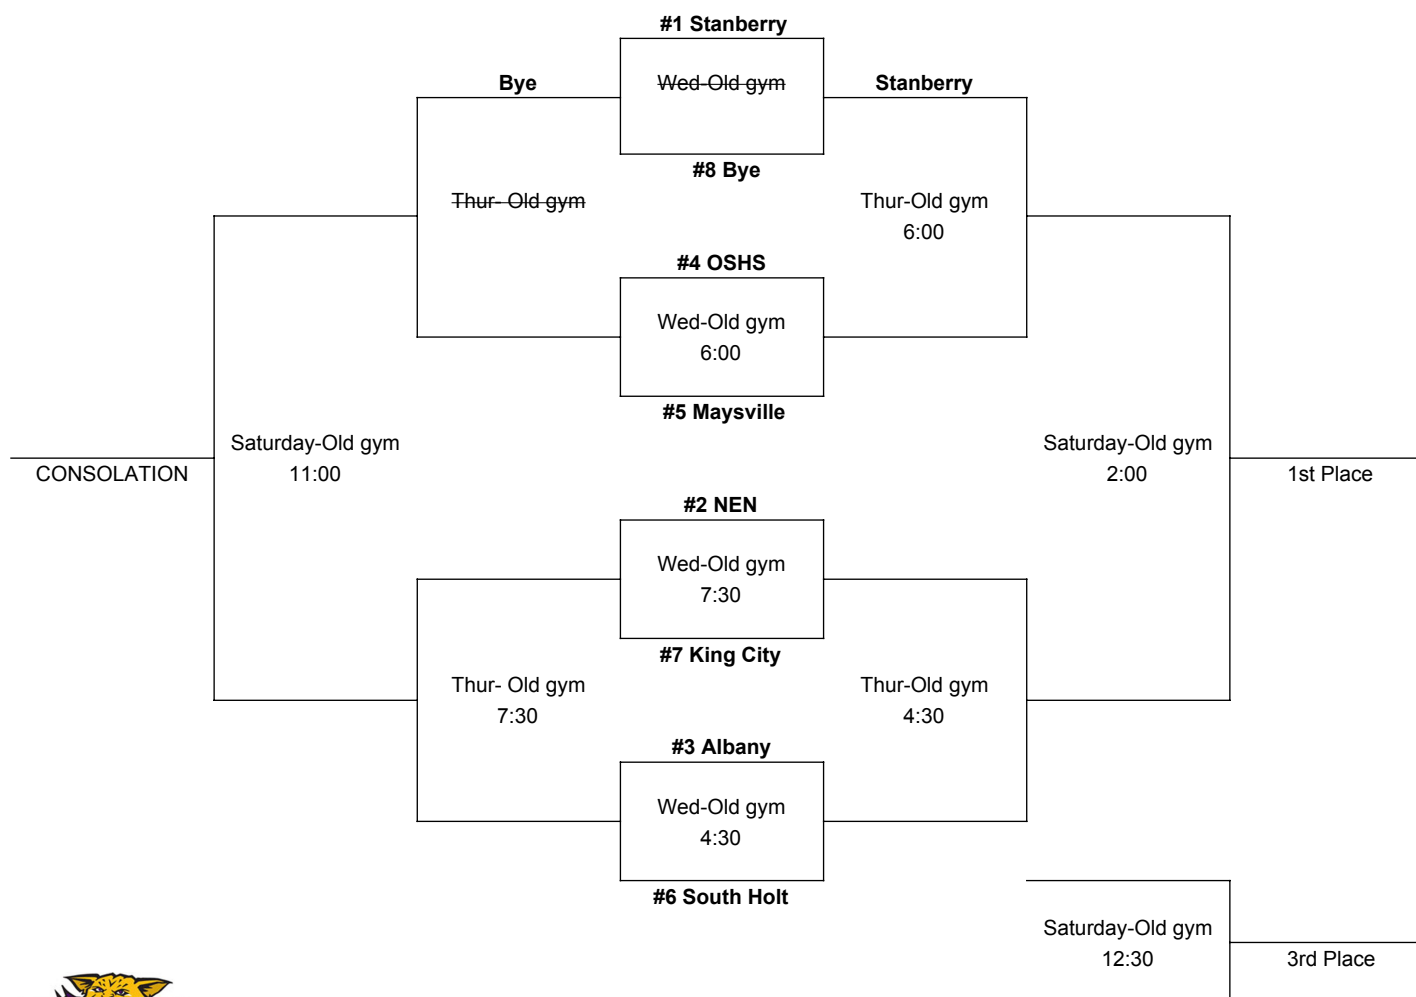 #1 Stanberry
Bye
Wed-Old gym
Stanberry
#8 Bye
Thur- Old gym
Thur-Old gym
6:00
#4 OSHS
Wed-Old gym
6:00
#5 Maysville
Saturday-Old gym
11:00
CONSOLATION
Saturday-Old gym
2:00
1st Place
#2 NEN
Wed-Old gym
7:30
#7 King City
Thur- Old gym
7:30
Thur-Old gym
4:30
#3 Albany
Wed-Old gym
4:30
#6 South Holt
Saturday-Old gym
12:30
3rd Place